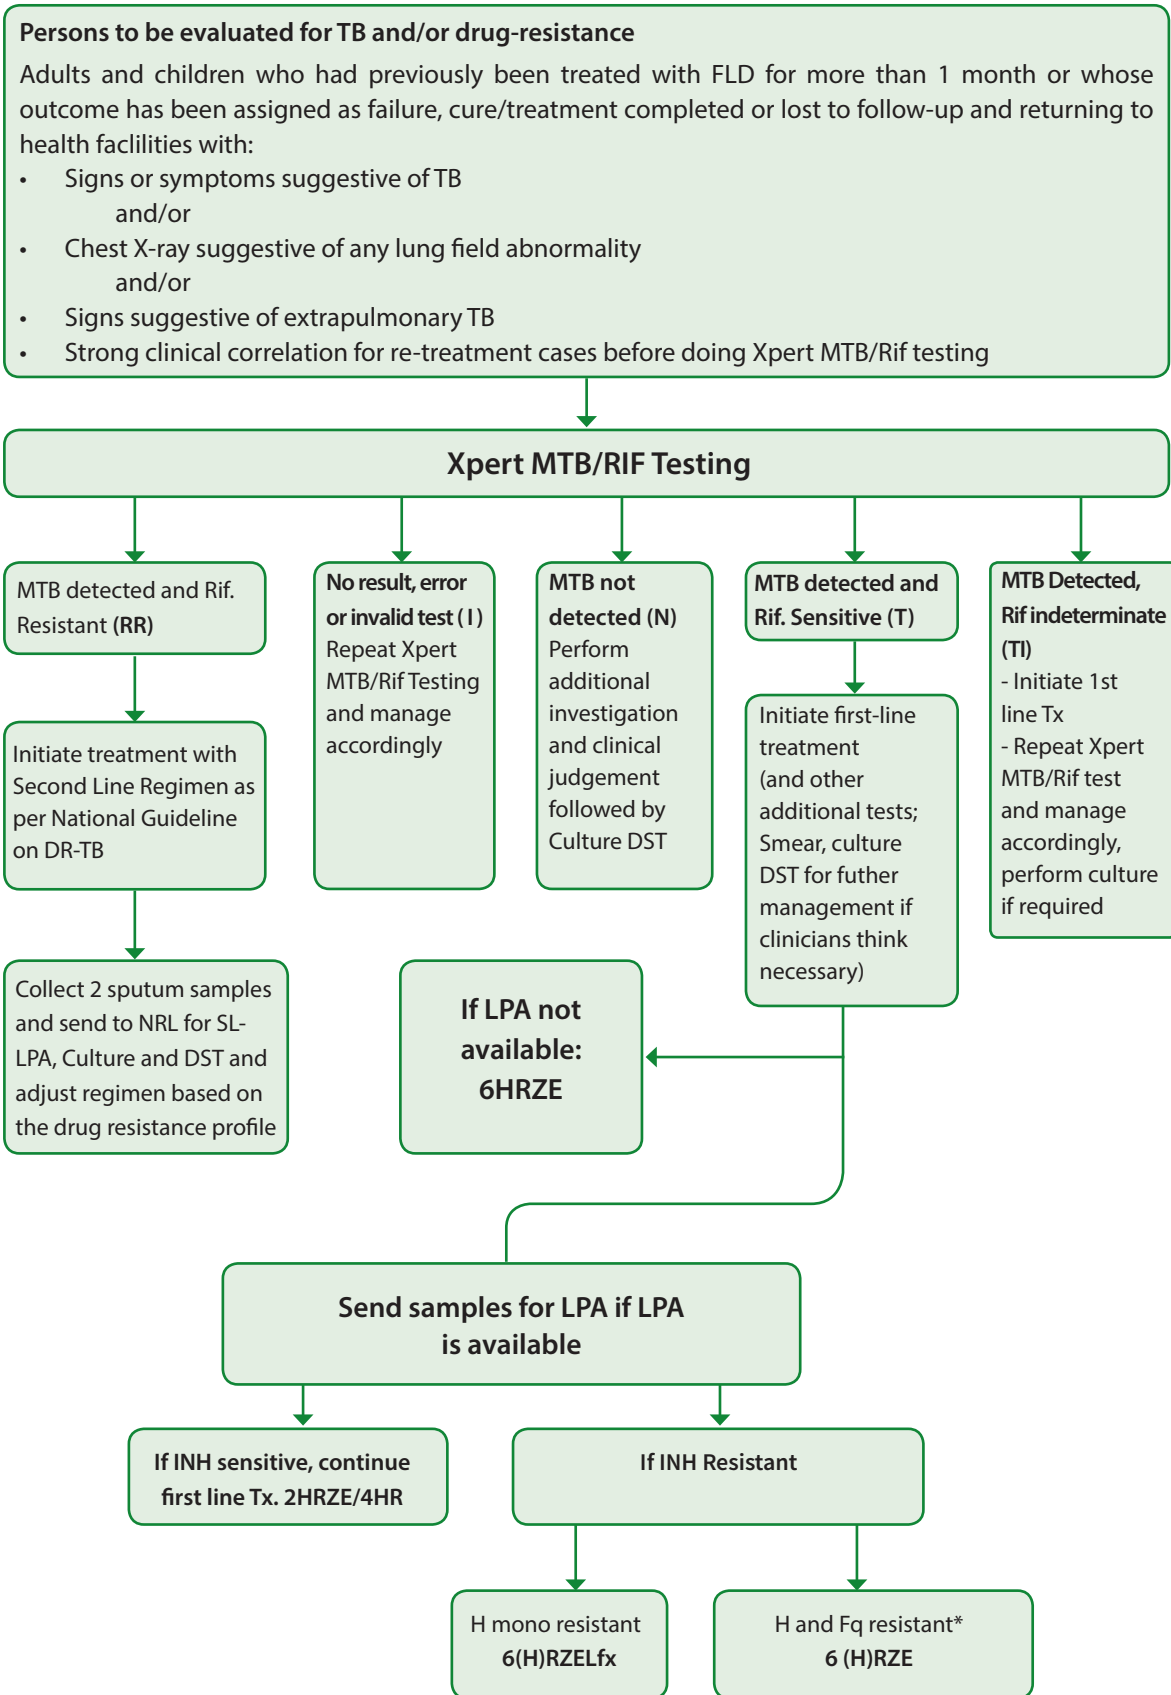 Persons to be evaluated for TB and/or drug-resistance
Adults and children who had previously been treated with FLD for more than 1 month or whose
outcome has been assigned as failure, cure/treatment completed or lost to follow-up and returning to
health faclilities with:
• Signs or symptoms suggestive of TB
and/or
• Chest X-ray suggestive of any lung field abnormality
and/or
• Signs suggestive of extrapulmonary TB
• Strong clinical correlation for re-treatment cases before doing Xpert MTB/Rif testing
Xpert MTB/RIF Testing
MTB detected and Rif.
Resistant (RR)
Initiate treatment with
Second Line Regimen as
per National Guideline
on DR-TB
Collect 2 sputum samples
and send to NRL for SL-
LPA, Culture and DST and
adjust regimen based on
the drug resistance profile
No result, error
or invalid test ( I )
Repeat Xpert
MTB/Rif Testing
and manage
accordingly
MTB not
detected (N)
Perform
additional
investigation
and clinical
judgement
followed by
Culture DST
MTB detected and
Rif. Sensitive (T)
Initiate first-line
treatment
(and other
additional tests;
Smear, culture
DST for futher
management if
clinicians think
necessary)
MTB Detected,
Rif indeterminate
(TI)
- Initiate 1st
line Tx
- Repeat Xpert
MTB/Rif test
and manage
accordingly,
perform culture
if required
If LPA not
available:
6HRZE
Send samples for LPA if LPA
is available
If INH sensitive, continue
first line Tx. 2HRZE/4HR
If INH Resistant
H mono resistant
6(H)RZELfx
H and Fq resistant*
6 (H)RZE